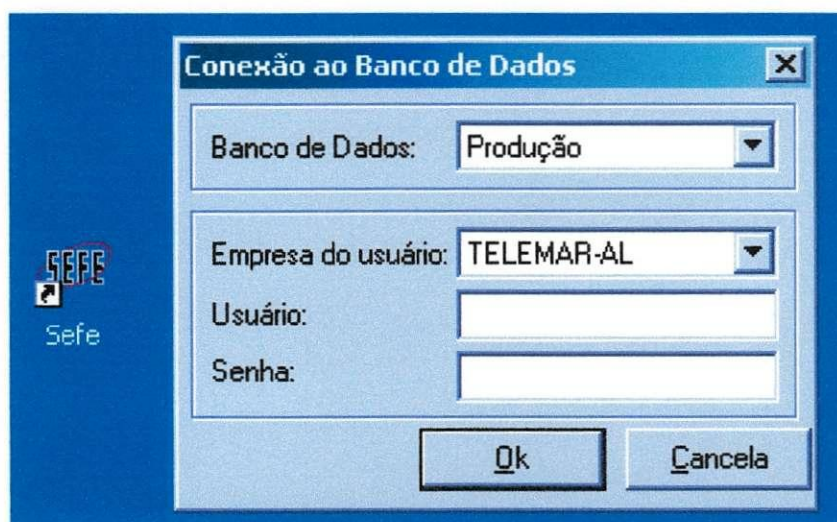 Conexão ao Banco de Dados
Banco de Dados: Produção
Empresa do usuário: TELEMAR-AL
Usuário:
Senha:
Ok Cancela
SEFE
Sefe